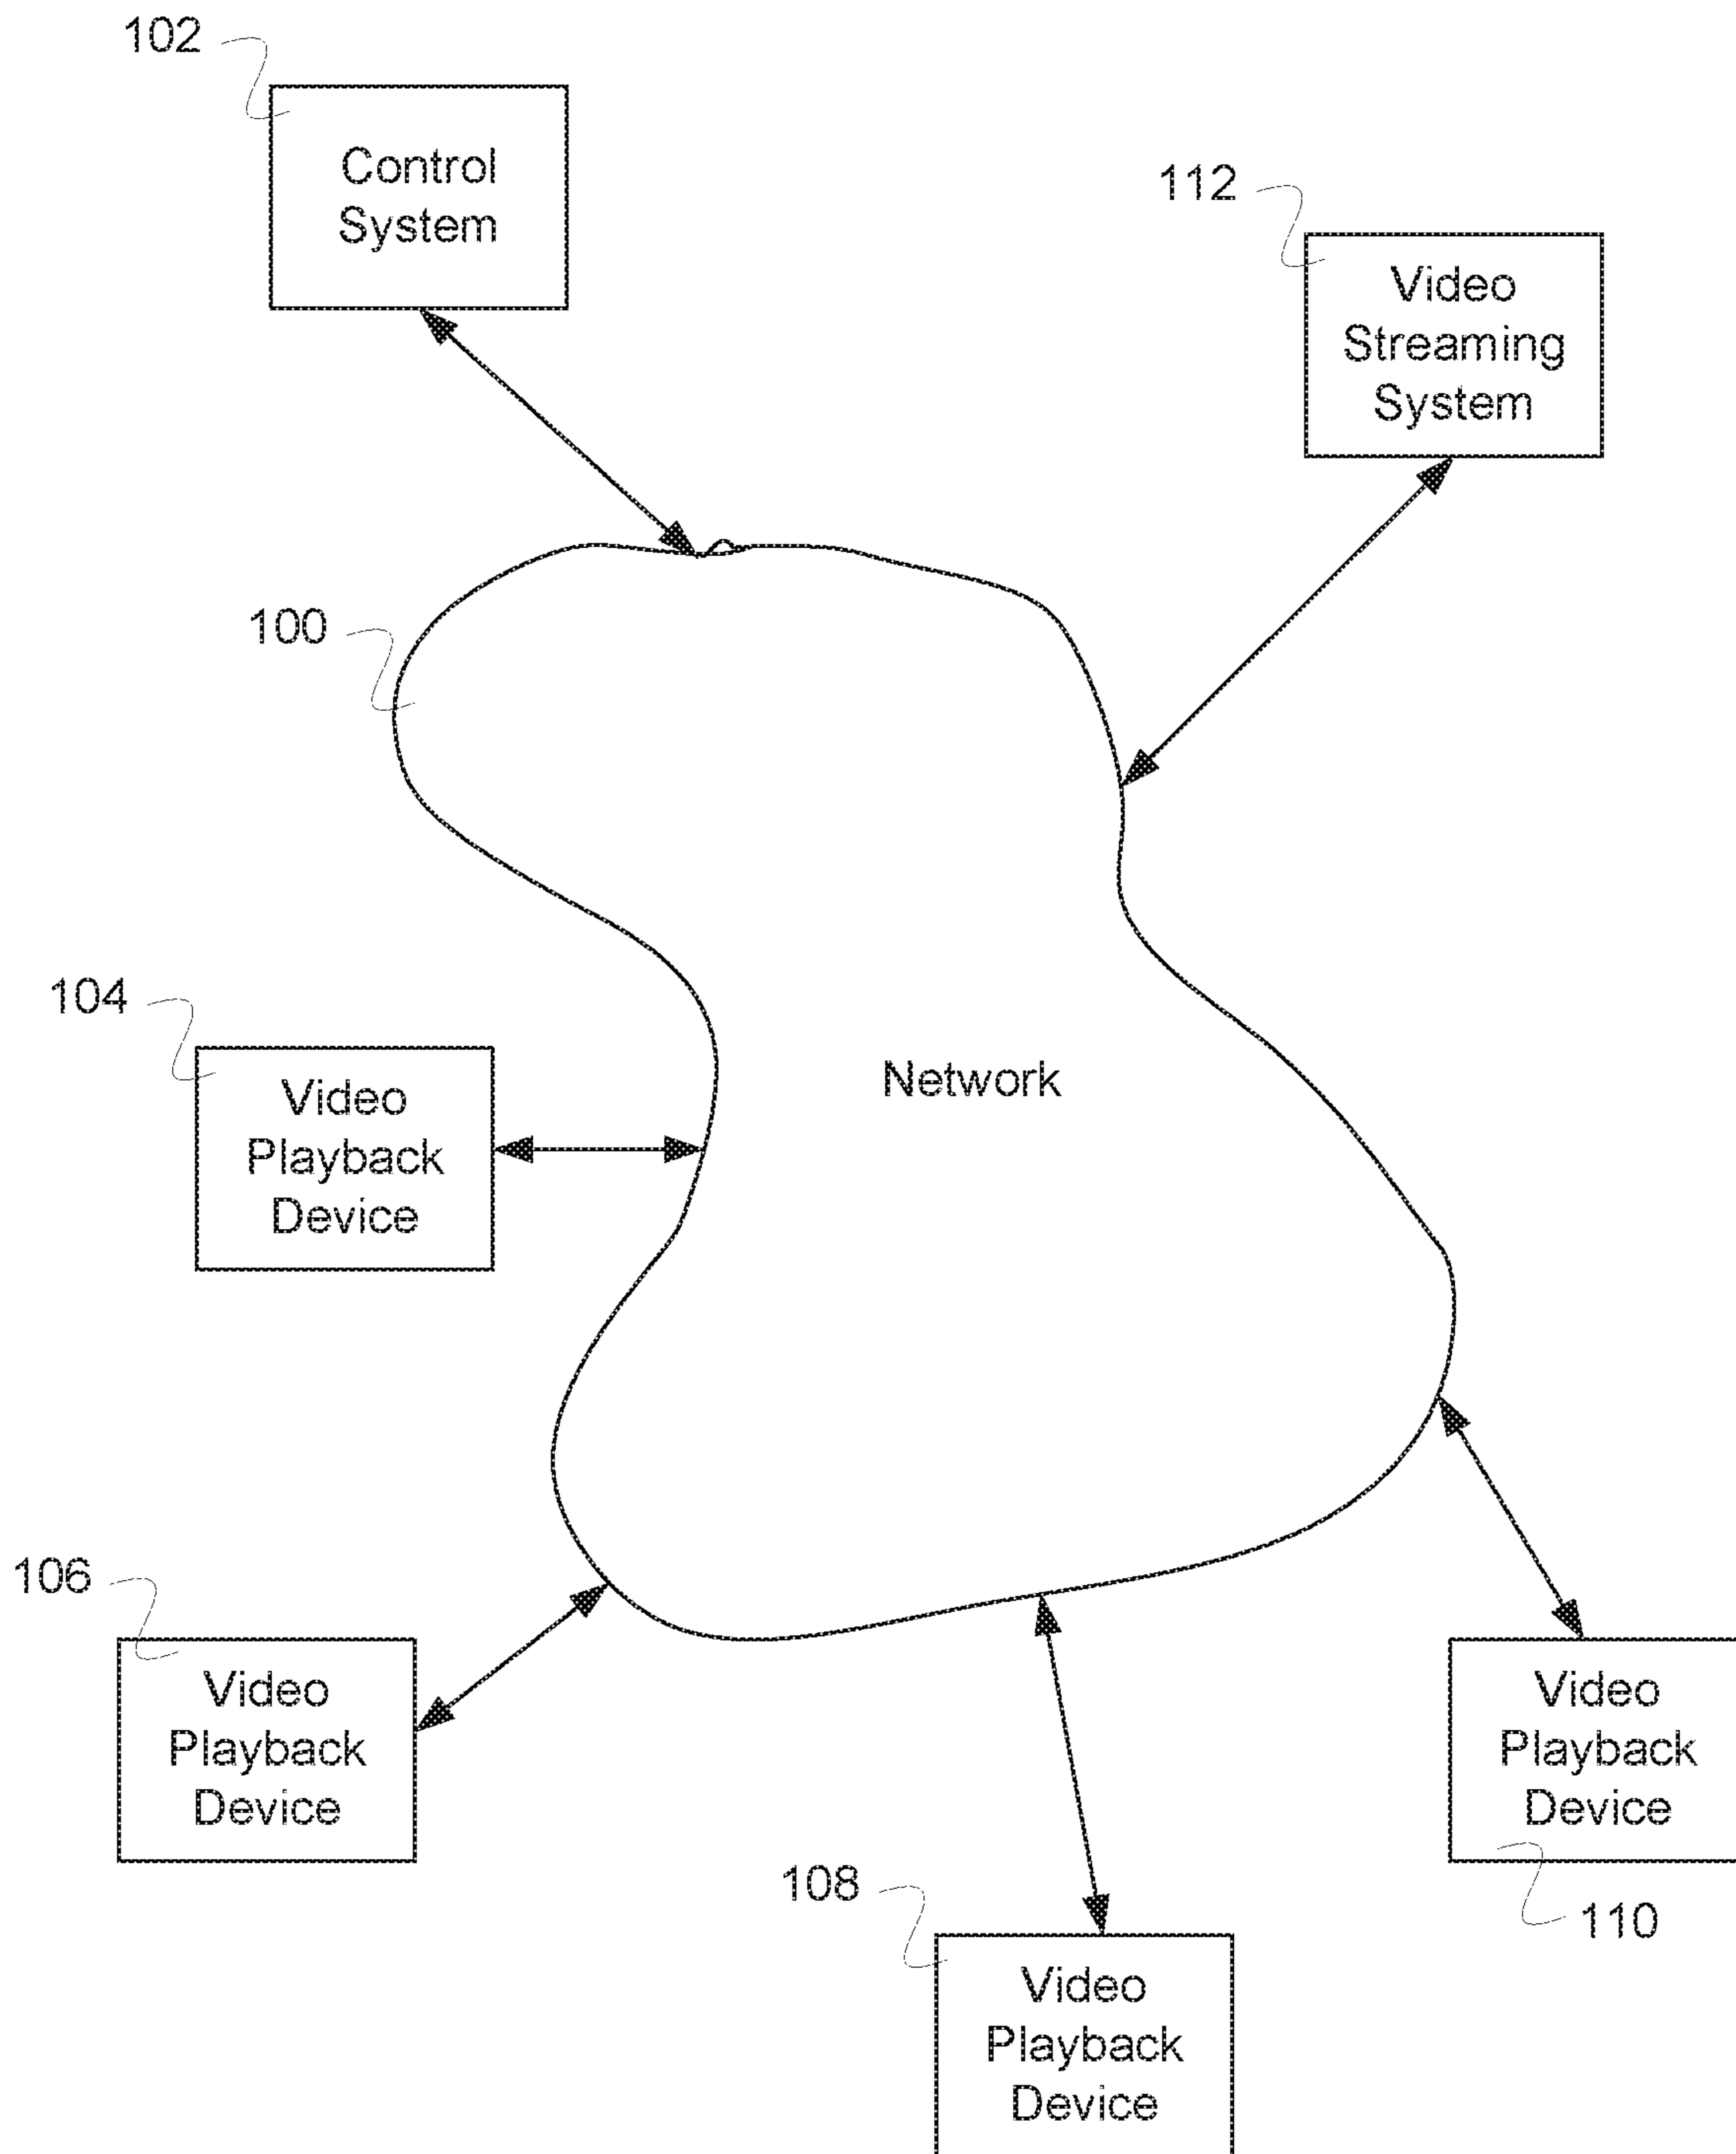 102
Control
System
112
Video
Streaming
System
100
104
Video
Playback
Device
Network
106
Video
Playback
Device
108
Video
Playback
Device
Video
Playback
Device
110